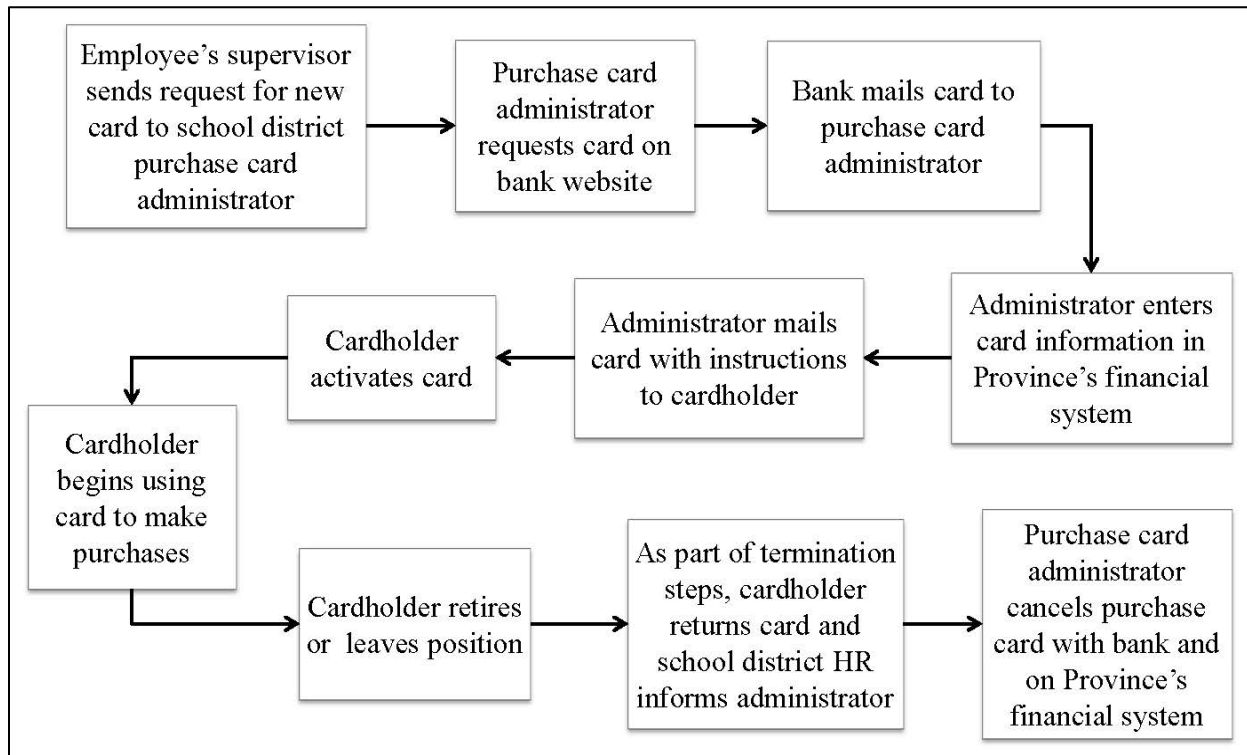 Employee's supervisor
sends request for new
card to school district
purchase card
administrator
Purchase card
administrator
requests card on
bank website
Bank mails card to
purchase card
administrator
Administrator enters
card information in
Province's financial
system
Administrator mails
card with instructions
to cardholder
Cardholder
activates card
Cardholder
begins using
card to make
purchases
Cardholder retires
or leaves position
As part of termination
steps, cardholder
returns card and
school district HR
informs administrator
Purchase card
administrator
cancels purchase
card with bank and
on Province's
financial system